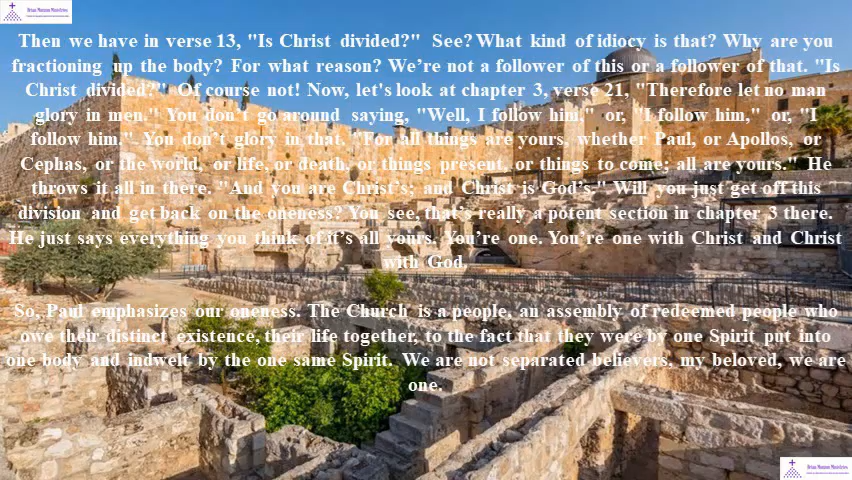 Brian Monzon Ministries
Then we have in verse 13, "Is Christ divided?" See? What kind of idiocy is that? Why are you
fractioning up the body? For what reason? We're not a follower of this or a follower of that. "Is
Christ divided?" Of course not! Now, let's look at chapter 3, verse 21, "Therefore let no man
glory in men." You don't go around saying, "Well, I follow him," or, "I follow him," or, "I
follow him.". You don't glory in that. "For all things are yours, whether Paul, or Apollos, or
Cephas, or the world, or life, or death, or things present, or things to come; all are yours." He
throws it all in there. "And you are Christ's; and Christ is God's." Will you just get off this
division and get back on the oneness? You see, that's really a potent section in chapter 3 there.
He just says everything you think of it's all yours. You're one. You're one with Christ and Christ
with God.
So, Paul emphasizes our oneness. The Church is a people, an assembly of redeemed people who
owe their distinct existence, their life together, to the fact that they were by one Spirit put into
one body and indwelt by the one same Spirit. We are not separated believers, my beloved, we are
one.
Brian Monzon Ministries